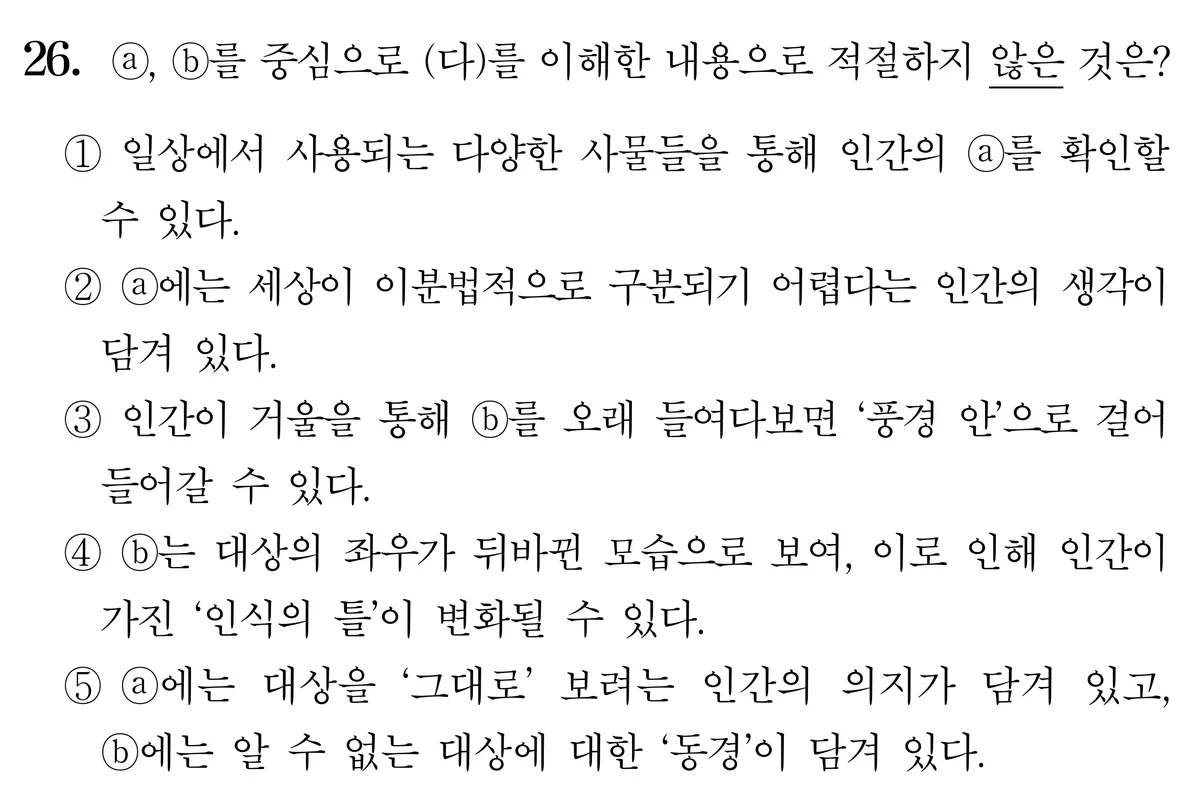 26. ⓐ, ⓑ를 중심으로 (다)를 이해한 내용으로 적절하지 않은 것은?
① 일상에서 사용되는 다양한 사물들을 통해 인간의 ⓐ를 확인할
수 있다.
② ⓐ에는 세상이 이분법적으로 구분되기 어렵다는 인간의 생각이
담겨 있다.
③ 인간이 거울을 통해 ⓑ를 오래 들여다보면 ‘풍경 안’으로 걸어
들어갈 수 있다.
④ ⓑ는 대상의 좌우가 뒤바뀐 모습으로 보여, 이로 인해 인간이
가진 ‘인식의 틀’이 변화될 수 있다.
⑤ ⓐ에는 대상을 ‘그대로’ 보려는 인간의 의지가 담겨 있고,
ⓑ에는 알 수 없는 대상에 대한 ‘동경’이 담겨 있다.